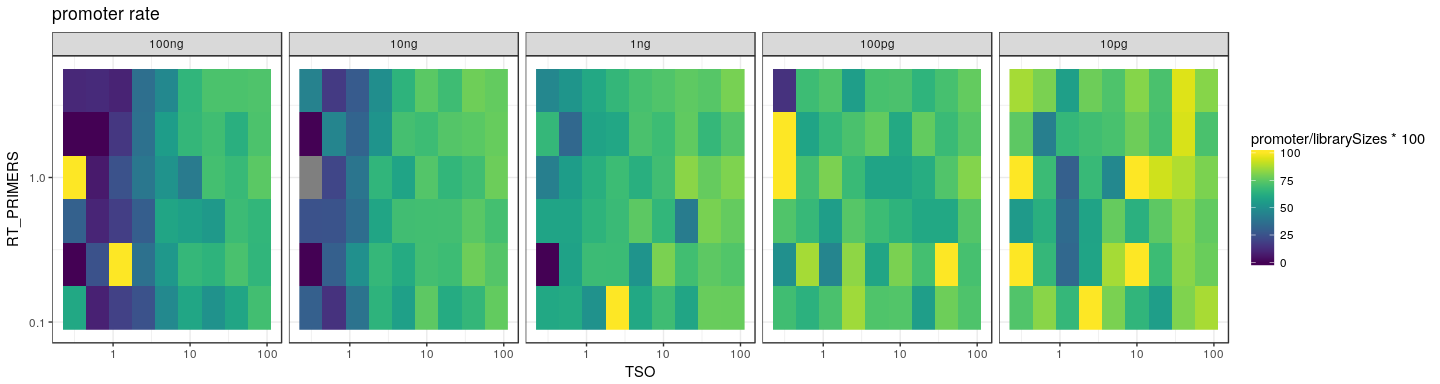 promoter rate
100ng 10ng 1ng 100pg 10pg
RT_PRIMERS
1.0
0.1
1 10 100 1 10 100 1 10 100 1 10 100 1 10 100
TSO
promoter/librarySizes * 100
100
75
50
25
0